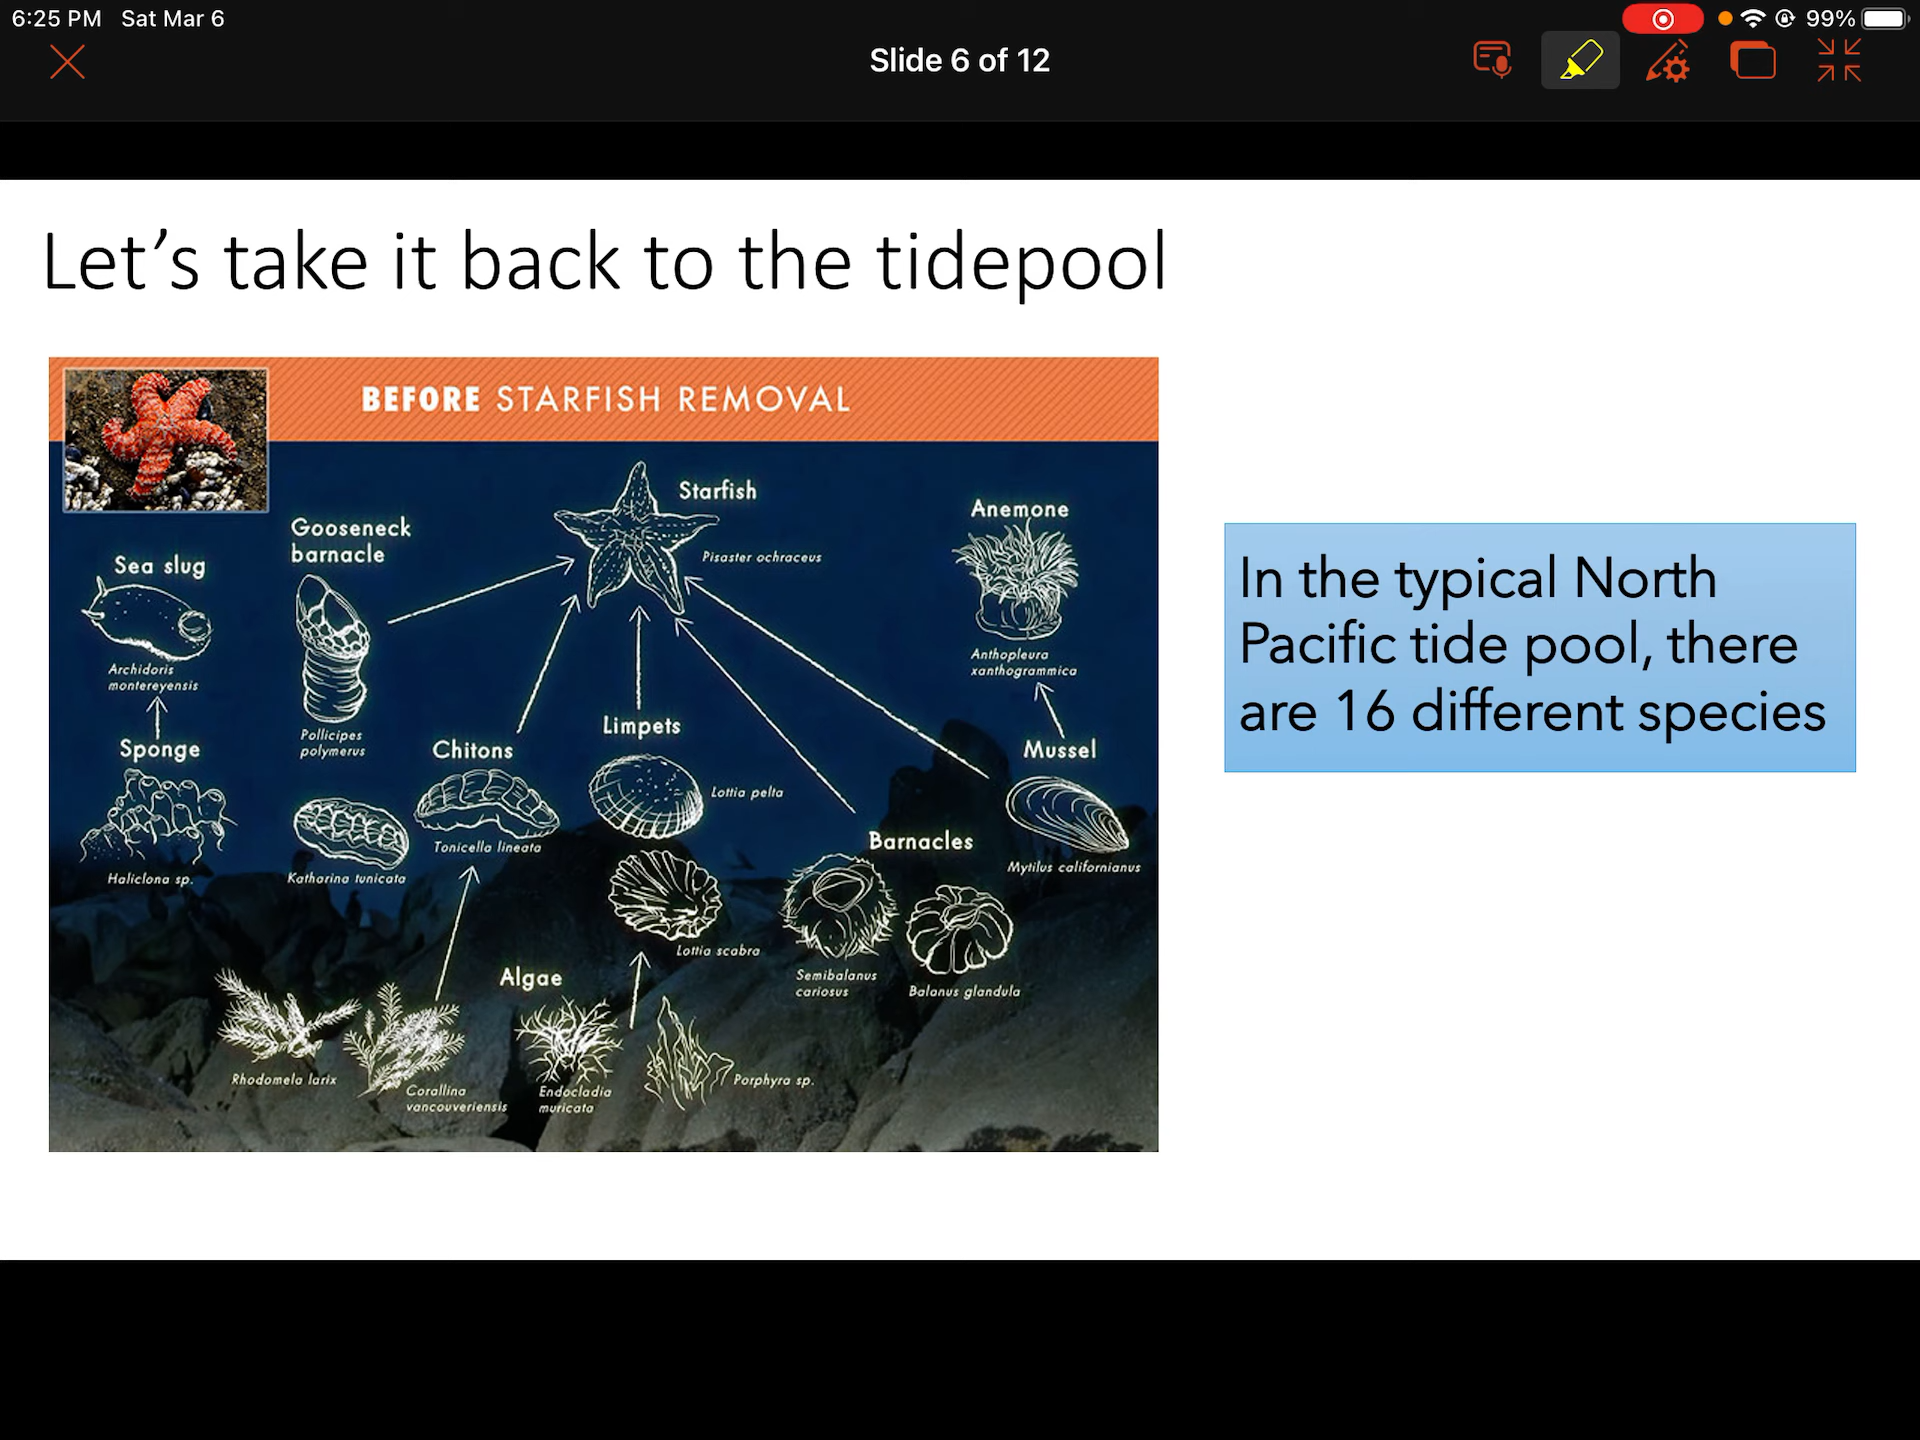 6:25 PM Sat Mar 6
99%
Slide 6 of 12
Let's take it back to the tidepool
BEFORE STARFISH REMOVAL
Starfish
Pisaster ochraceus
Anemone
Anthopleura
xanthogrammica
Gooseneck
barnacle
Pollicipes
polymerus
Sea slug
Archidoris
montereyensis
Sponge
Haliclona sp.
Chitons
Tonicella lineata
Katharina tunicata
Limpets
Lottia pelta
Lottia scabra
Mussel
Mytilus californianus
Barnacles
Semibalanus
cariosus
Balanus glandula
Algae
Rhodomela larix
Corallina
vancouveriensis
Endocladia
muricata
Porphyra sp.
In the typical North
Pacific tide pool, there
are 16 different species